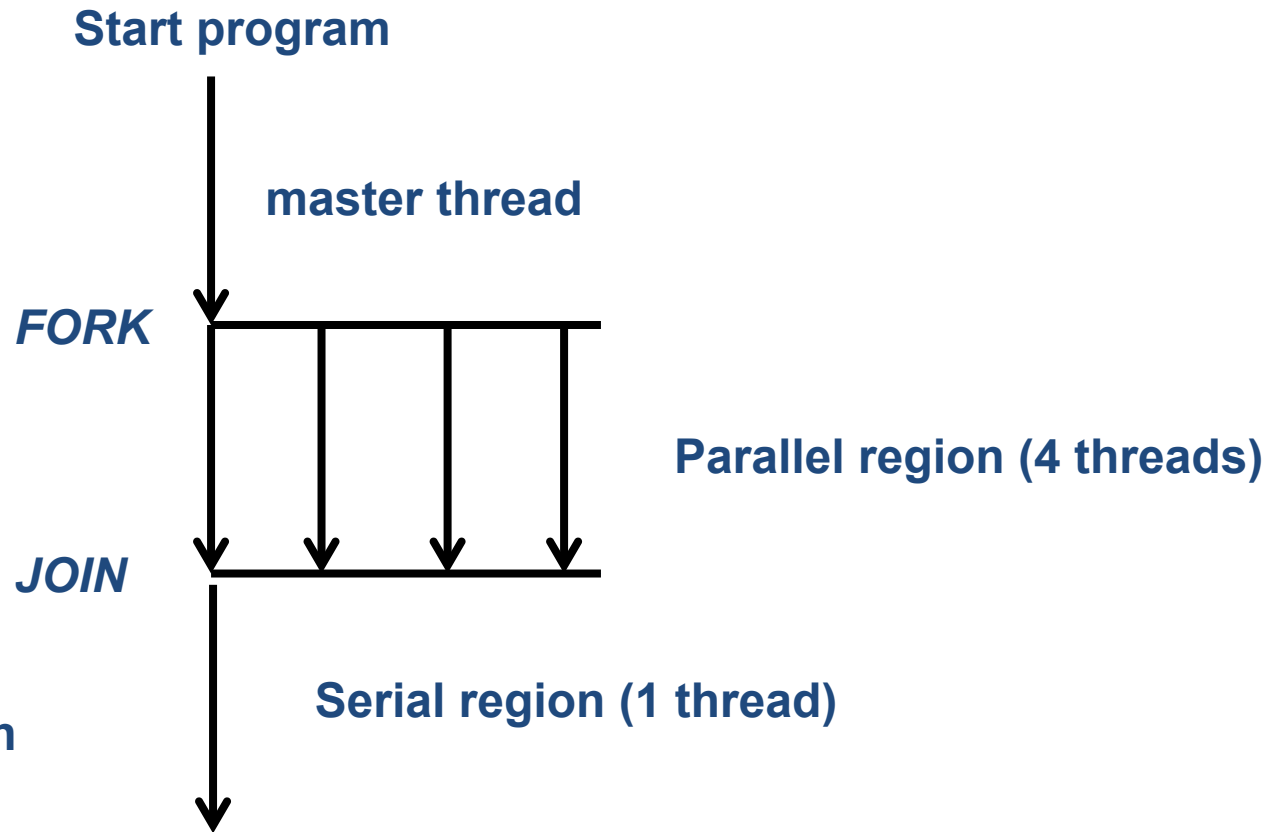 Start program
master thread
FORK
Parallel region (4 threads)
JOIN
Serial region (1 thread)